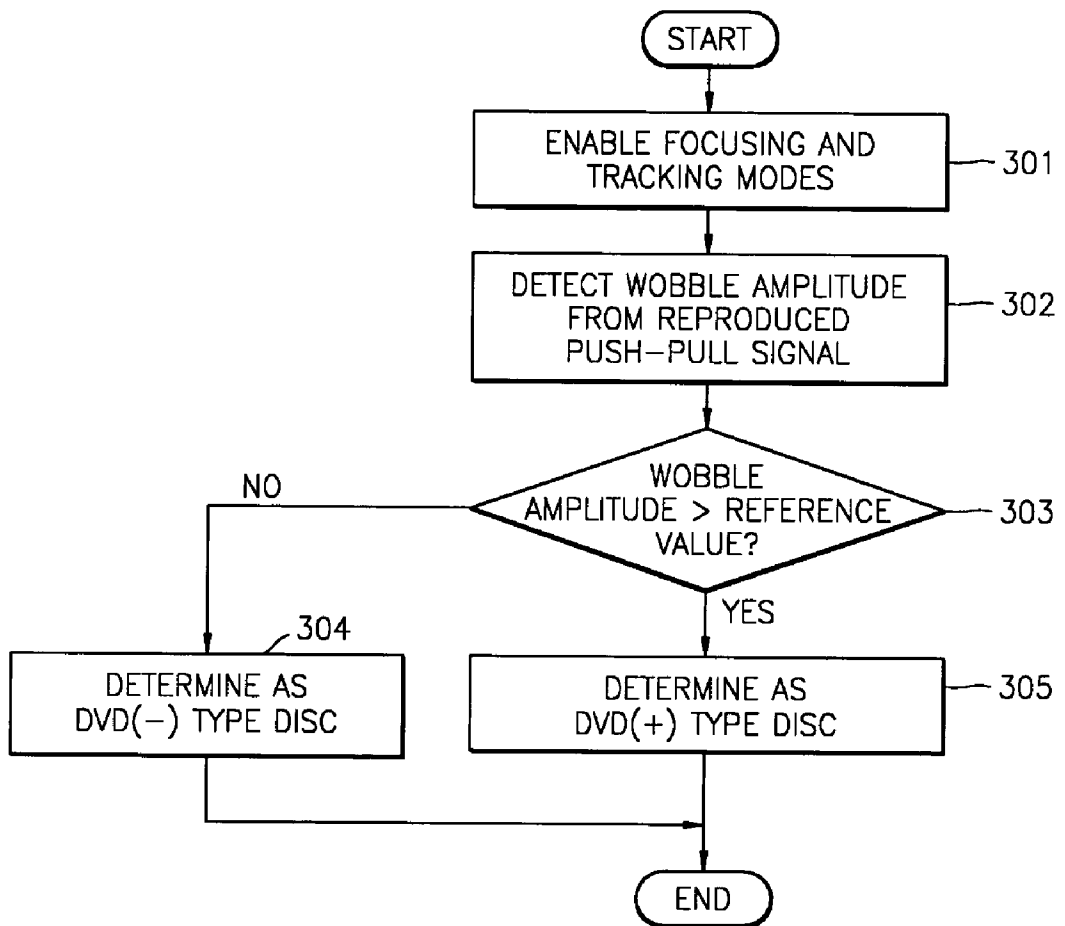 START
ENABLE FOCUSING AND
TRACKING MODES
301
DETECT WOBBLE AMPLITUDE
FROM REPRODUCED
PUSH-PULL SIGNAL
302
WOBBLE
AMPLITUDE > REFERENCE
VALUE?
303
NO
YES
304
DETERMINE AS
DVD(-) TYPE DISC
DETERMINE AS
DVD(+) TYPE DISC
305
END